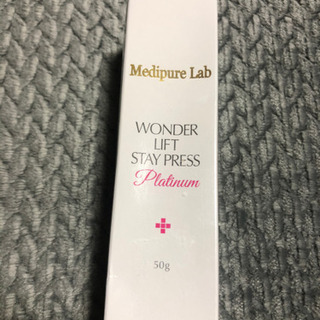 Medipure Lab
WONDER
LIFT
STAY PRESS
Platinum
50g